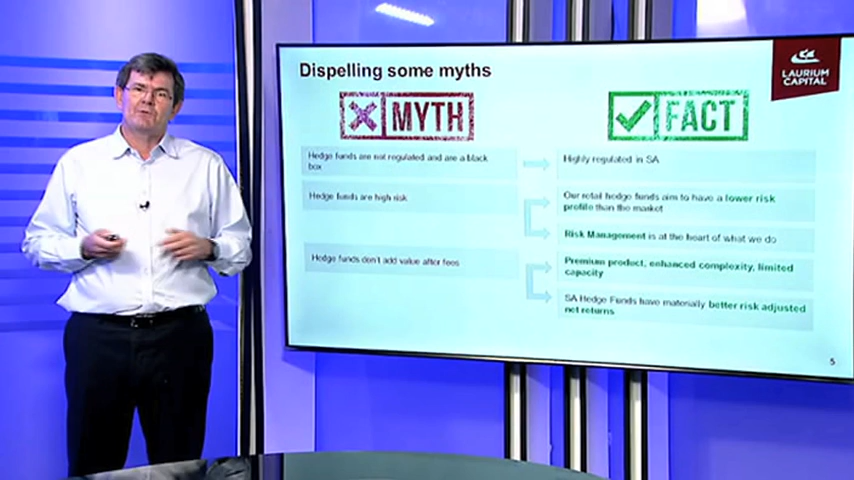 Dispelling some myths
LAURIUM
CAPITAL
MYTH
FACT
Hedge funds are not regulated and are a black
box
Highly regulated in SA
Hedge funds are high risk
Our retail hedge funds aim to have a lower risk
profile than the market
Risk Management is at the heart of what we do
Hedge funds don't add value after fees
Premium product, enhanced complexity, limited
capacity
SA Hedge Funds have materially better risk adjusted
net returns
5